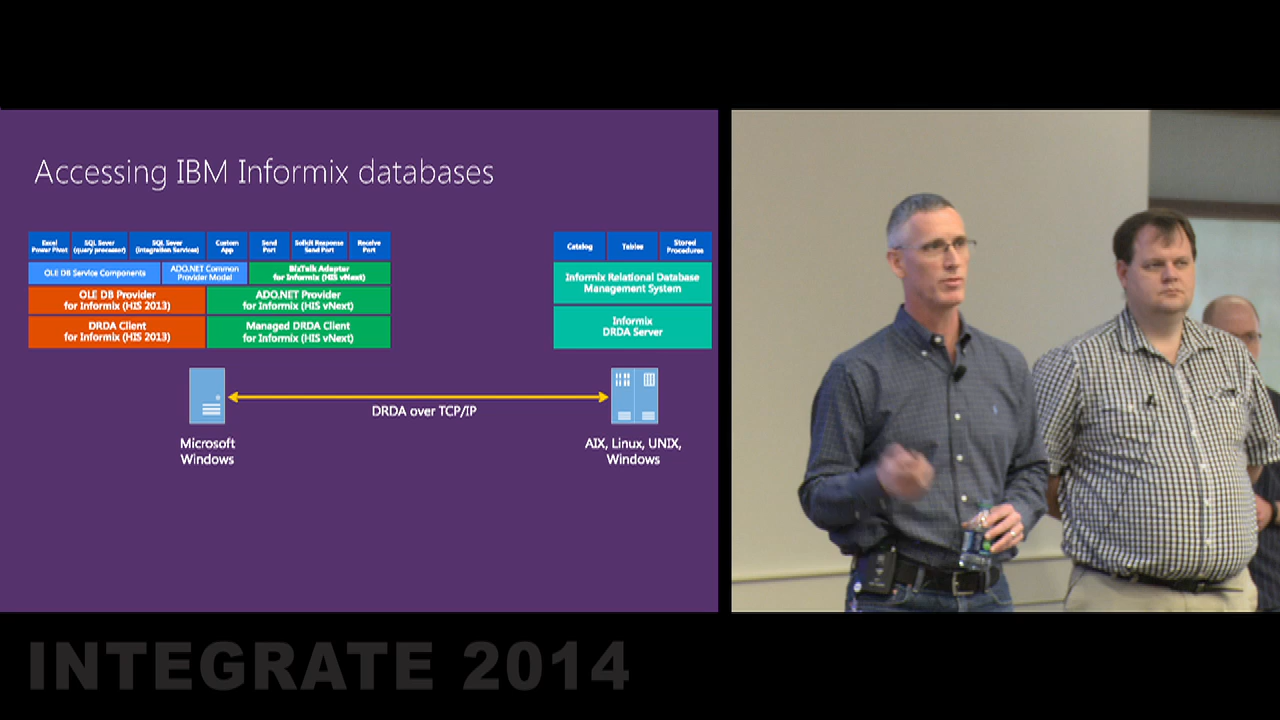 Accessing IBM Informix databases
Excel
Power Pivot
SQL Sever
(query processor)
SQL Sever
(Integration Services)
Custom
App
Send
Port
Solicit Response
Send Port
Receive
Port
OLE DB Service Components
ADO.NET Common
Provider Model
BizTalk Adapter
for Informix (HIS vNext)
OLE DB Provider
for Informix (HIS 2013)
ADO.NET Provider
for Informix (HIS vNext)
DRDA Client
for Informix (HIS 2013)
Managed DRDA Client
for Informix (HIS vNext)
Catalog
Tables
Stored
Procedures
Informix Relational Database
Management System
Informix
DRDA Server
DRDA over TCP/IP
Microsoft
Windows
AIX, Linux, UNIX,
Windows
INTEGRATE 2014